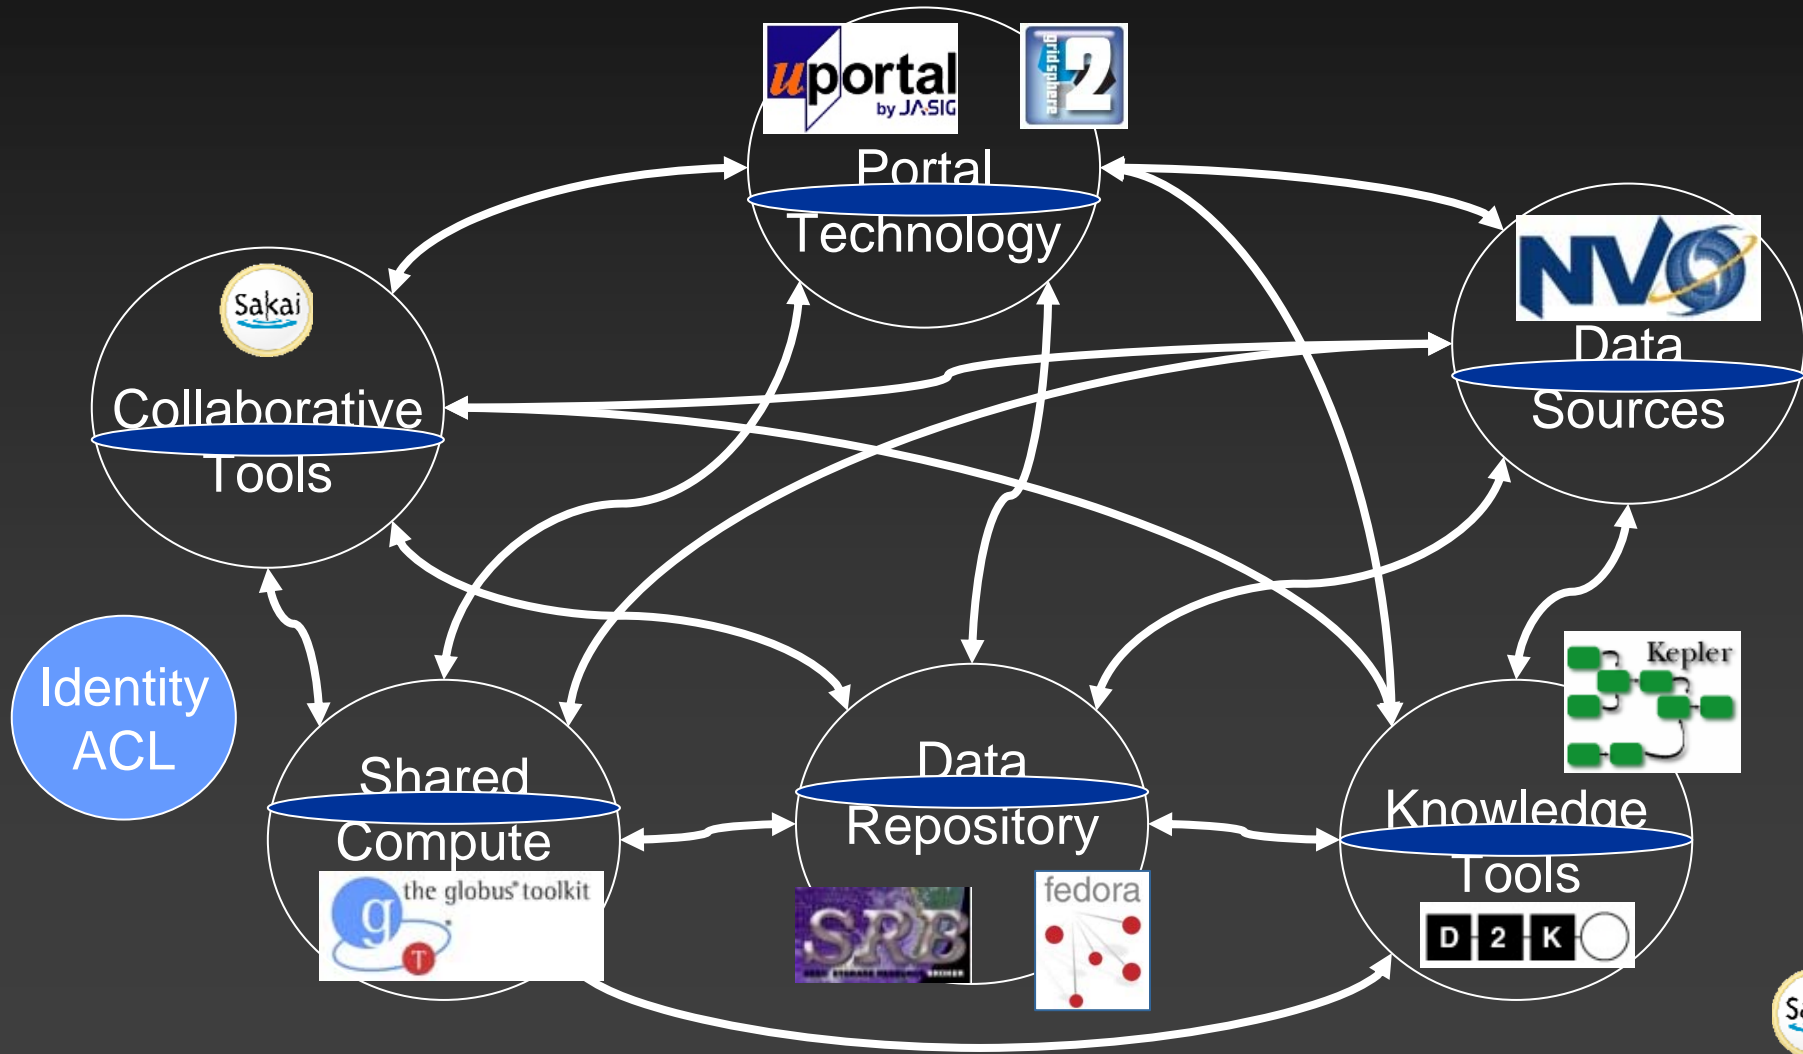 uportal
by JA-SIG
gridsphere
2
Portal
Technology
NVO
Data
Sources
Sakai
Collaborative
Tools
Identity
ACL
Shared
Compute
the globus® toolkit
g
T
Data
Repository
SRB
fedora
Kepler
Knowledge
Tools
D 2 K